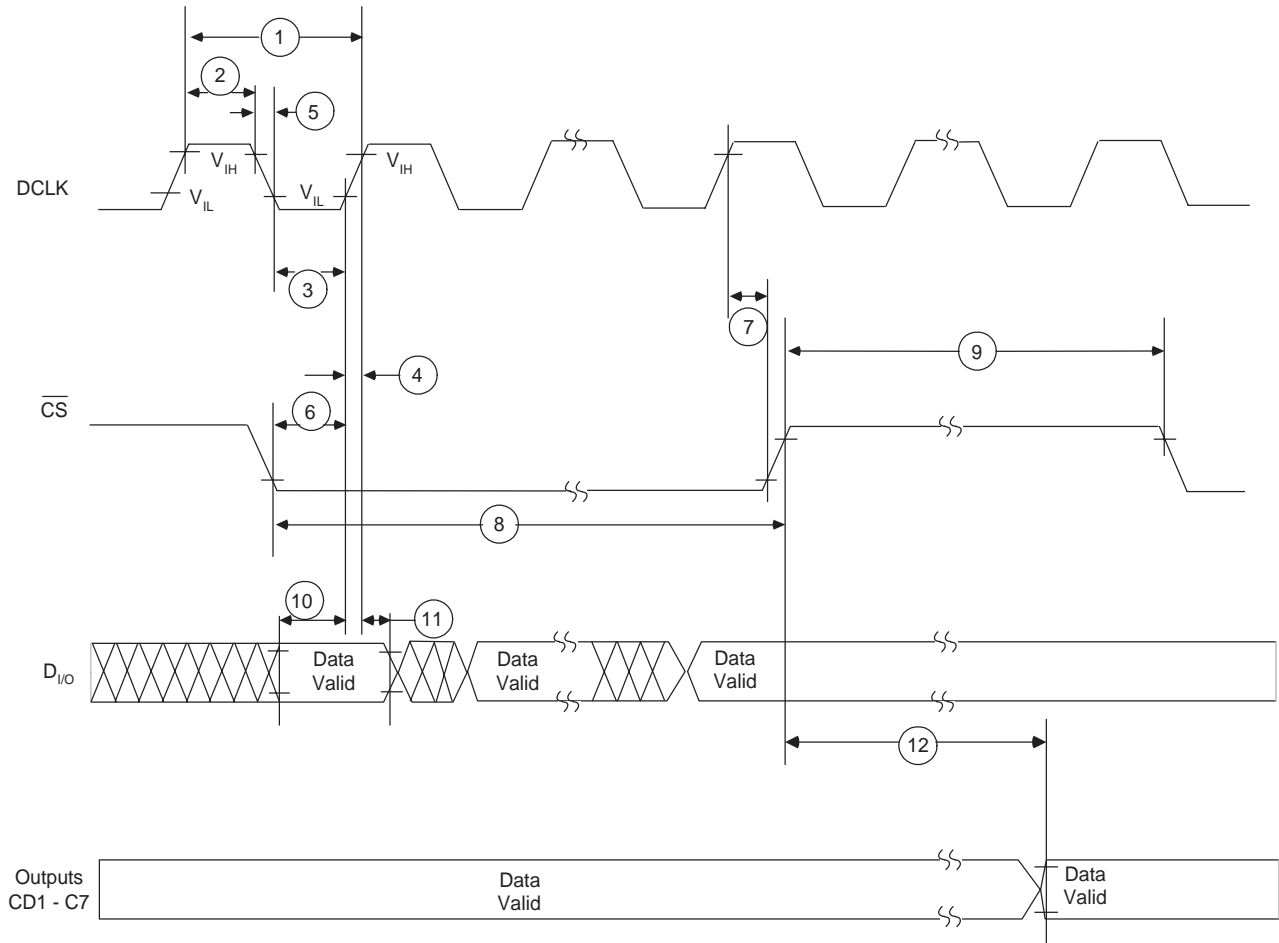 1
2
5
V_IH
V_IH
DCLK
V_IL
V_IL
3
7
9
4
CS
6
8
10
11
D_I/O
Data
Valid
Data
Valid
Data
Valid
12
Outputs
CD1 - C7
Data
Valid
Data
Valid